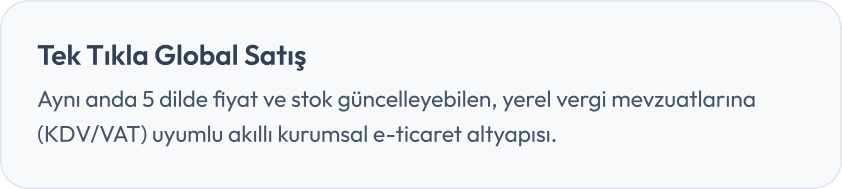 Tek Tıkla Global Satış
Aynı anda 5 dilde fiyat ve stok güncelleyebilen, yerel vergi mevzuatlarına
(KDV/VAT) uyumlu akıllı kurumsal e-ticaret altyapısı.